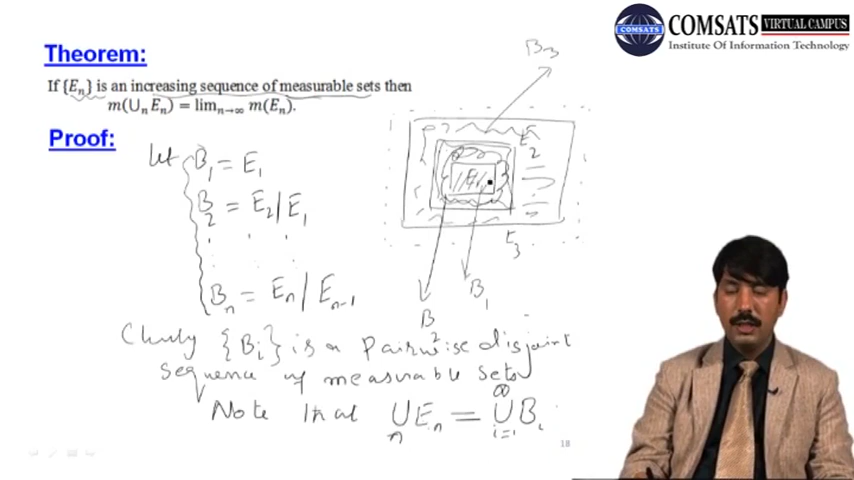 COMSATS VIRTUAL CAMPUS
COMSATS
Institute Of Information Technology
Theorem:
If {Eₙ} is an increasing sequence of measurable sets then
m(⋃ₙ Eₙ) = limₙ→∞ m(Eₙ).
Proof:
Let B₁ = E₁
B₂ = E₂ / E₁
. . .
Bₙ = Eₙ / Eₙ₋₁
B₃
E₂
E₁
E₃
B₁
B₂
Clearly {Bᵢ} is a pairwise disjoint
sequence of measurable sets
Note that ⋃ₙ Eₙ = ⋃ᵢ₌₁^∞ Bᵢ
18